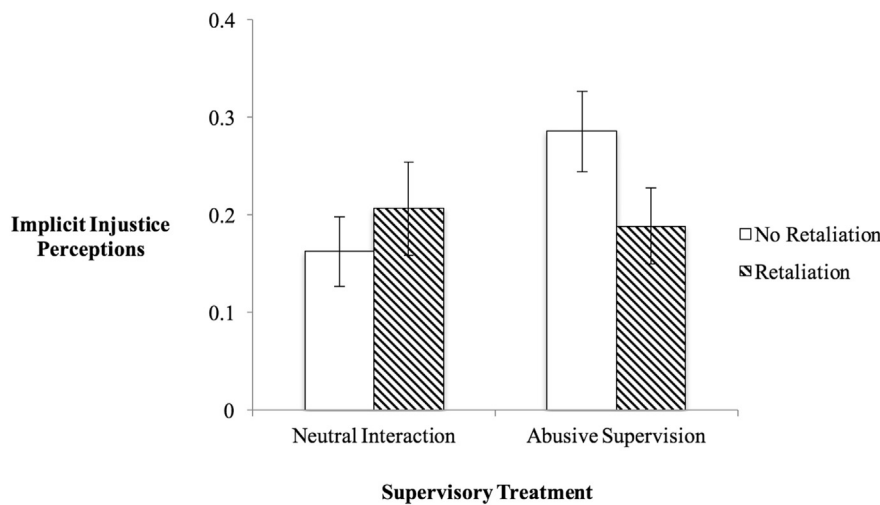 0.4
0.3
Implicit Injustice
Perceptions
0.2
0.1
0
No Retaliation
Retaliation
Neutral Interaction
Abusive Supervision
Supervisory Treatment